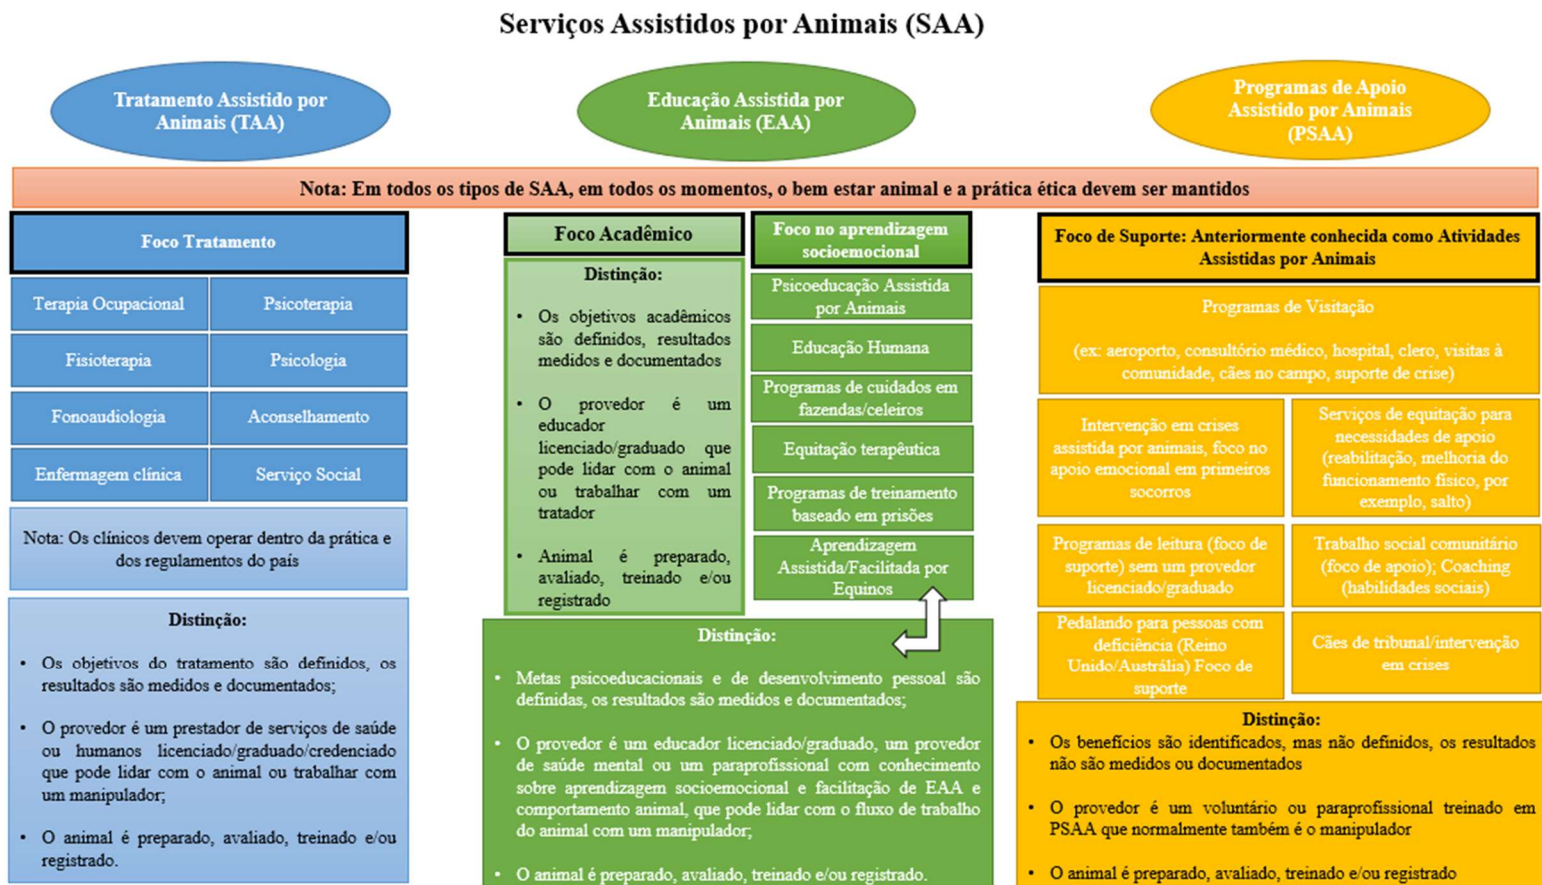 Serviços Assistidos por Animais (SAA)
Tratamento Assistido por
Animais (TAA)
Educação Assistida por
Animais (EAA)
Programas de Apoio
Assistido por Animais
(PSAA)
Nota: Em todos os tipos de SAA, em todos os momentos, o bem estar animal e a prática ética devem ser mantidos
Foco Tratamento
Terapia Ocupacional
Psicoterapia
Fisioterapia
Psicologia
Fonoaudiologia
Aconselhamento
Enfermagem clínica
Serviço Social
Nota: Os clínicos devem operar dentro da prática e
dos regulamentos do país
Distinção:
• Os objetivos do tratamento são definidos, os
resultados são medidos e documentados;
• O provedor é um prestador de serviços de saúde
ou humanos licenciado/graduado/credenciado
que pode lidar com o animal ou trabalhar com
um manipulador;
• O animal é preparado, avaliado, treinado e/ou
registrado.
Foco Acadêmico
Distinção:
• Os objetivos acadêmicos
são definidos, resultados
medidos e documentados
• O provedor é um
educador
licenciado/graduado que
pode lidar com o animal
ou trabalhar com um
tratador
• Animal é preparado,
avaliado, treinado e/ou
registrado
Foco no aprendizagem
socioemocional
Psicoeducação Assistida
por Animais
Educação Humana
Programas de cuidados em
fazendas/celeiros
Equitação terapêutica
Programas de treinamento
baseado em prisões
Aprendizagem
Assistida/Facilitada por
Equinos
Distinção:
• Metas psicoeducacionais e de desenvolvimento pessoal são
definidas, os resultados são medidos e documentados;
• O provedor é um educador licenciado/graduado, um provedor
de saúde mental ou um paraprofissional com conhecimento
sobre aprendizagem socioemocional e facilitação de EAA e
comportamento animal, que pode lidar com o fluxo de trabalho
do animal com um manipulador;
• O animal é preparado, avaliado, treinado e/ou registrado.
Foco de Suporte: Anteriormente conhecida como Atividades
Assistidas por Animais
Programas de Visitação
(ex: aeroporto, consultório médico, hospital, clero, visitas à
comunidade, cães no campo, suporte de crise)
Intervenção em crises
assistida por animais, foco no
apoio emocional em primeiros
socorros
Serviços de equitação para
necessidades de apoio
(reabilitação, melhoria do
funcionamento físico, por
exemplo, salto)
Programas de leitura (foco de
suporte) sem um provedor
licenciado/graduado
Trabalho social comunitário
(foco de apoio); Coaching
(habilidades sociais)
Pedalando para pessoas com
deficiência (Reino
Unido/Austrália) Foco de
suporte
Cães de tribunal/intervenção
em crises
Distinção:
• Os benefícios são identificados, mas não definidos, os resultados
não são medidos ou documentados
• O provedor é um voluntário ou paraprofissional treinado em
PSAA que normalmente também é o manipulador
• O animal é preparado, avaliado, treinado e/ou registrado